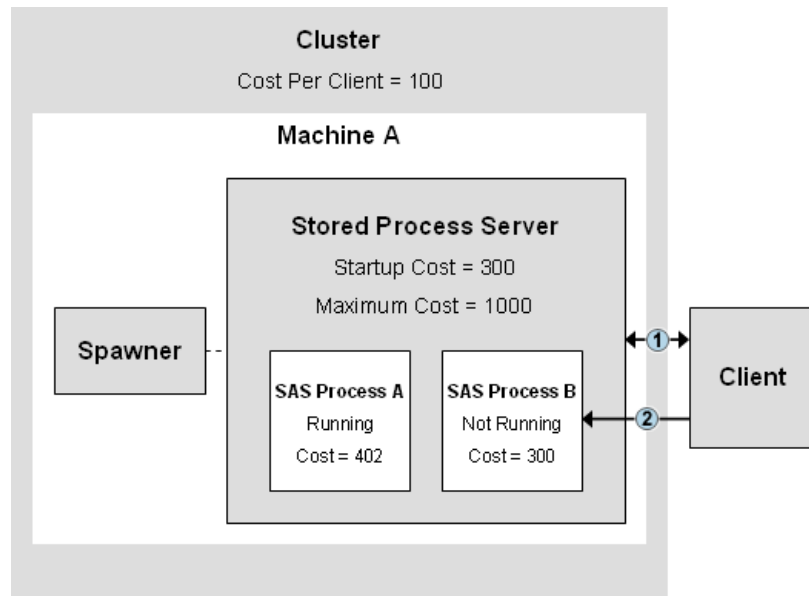 Cluster
Cost Per Client = 100
Machine A
Stored Process Server
Startup Cost = 300
Maximum Cost = 1000
Spawner
SAS Process A
Running
Cost = 402
SAS Process B
Not Running
Cost = 300
1
2
Client